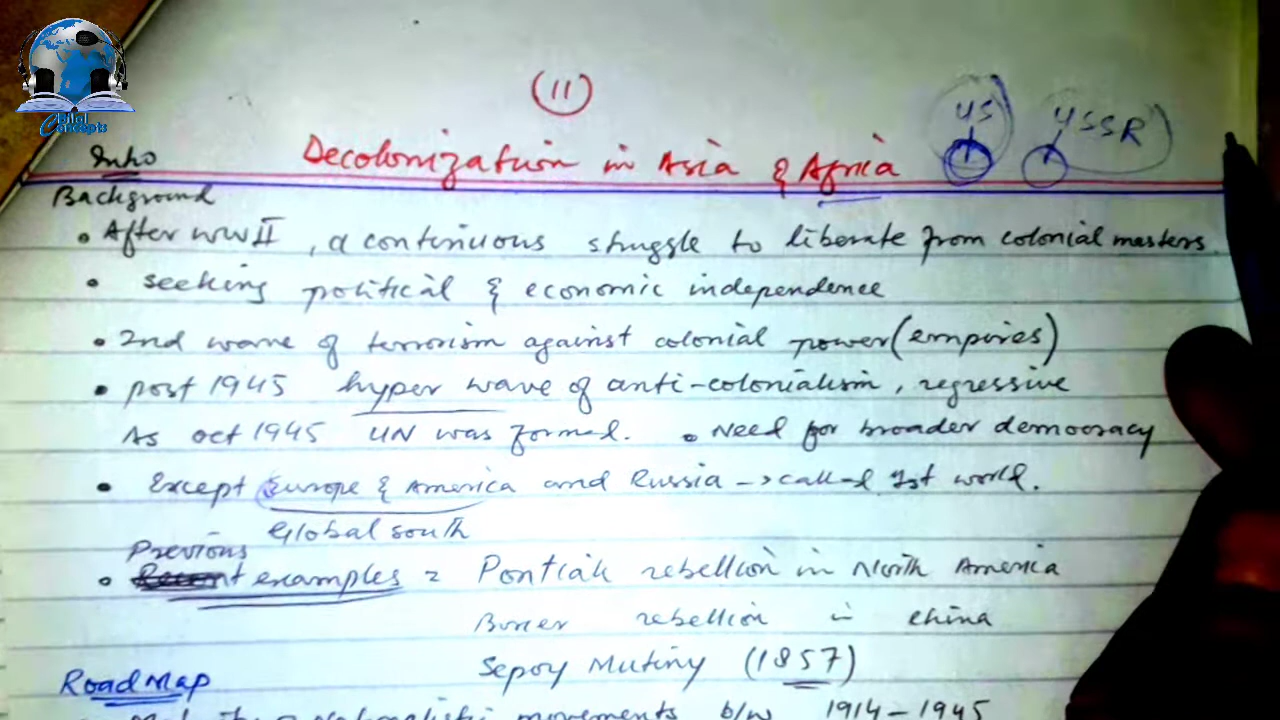 Bilal
Concepts
(11)
US
USSR
Intro
Decolonization in Asia & Africa
Background
• After WWII, a continuous struggle to liberate from colonial masters
• seeking political & economic independence
• 2nd wave of terrorism against colonial power (empires)
• post 1945 hyper wave of anti-colonialism, regressive
As oct 1945 UN was formed. • Need for broader democracy
• Except Europe & America and Russia → called 1st world.
Global south
Previous
• examples = Pontiak rebellion in North America
Boxer rebellion in china
Sepoy Mutiny (1857)
Road Map
nationalistic movements b/w 1914-1945